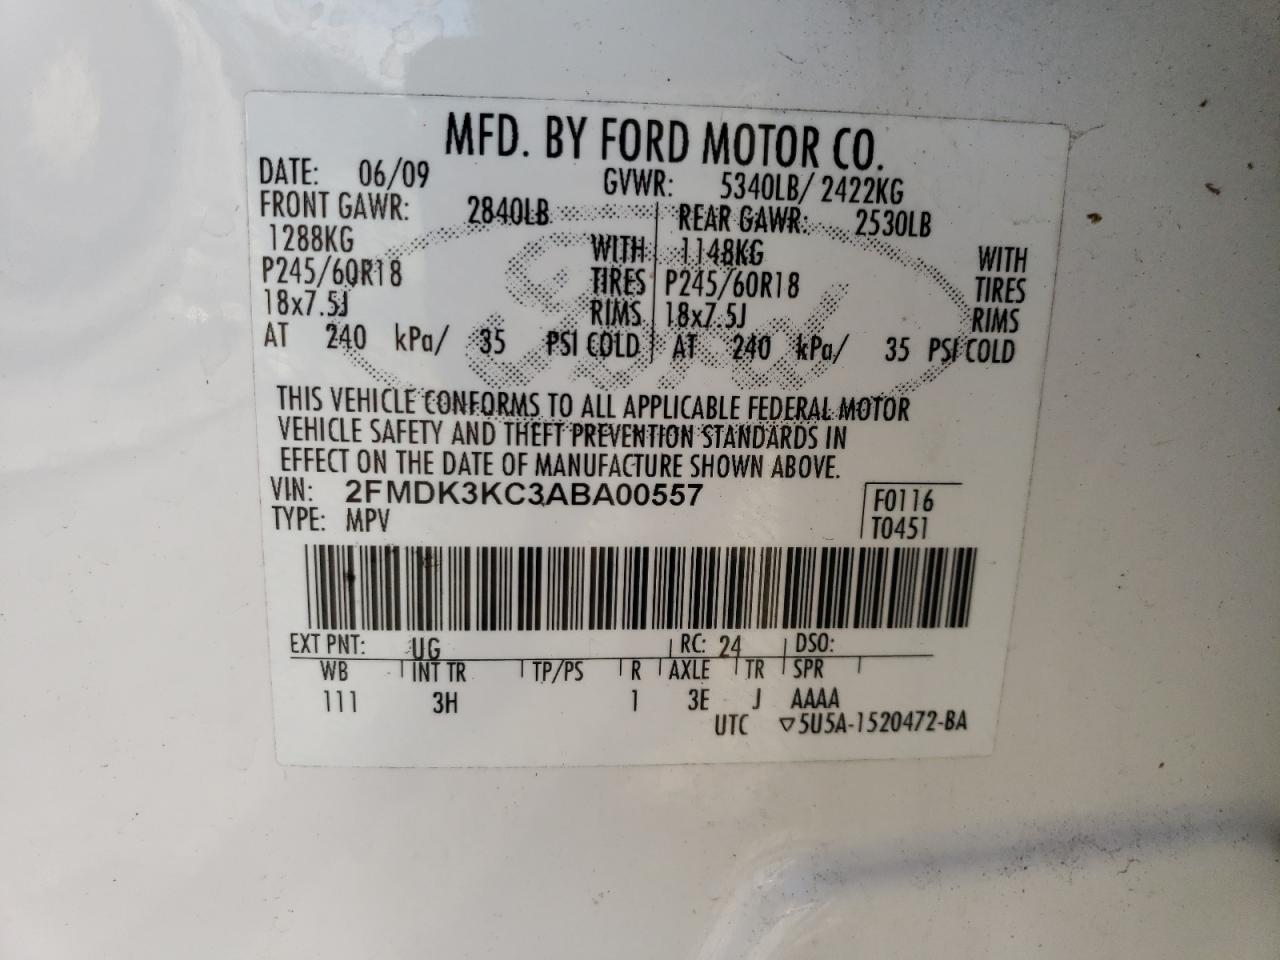 MFD. BY FORD MOTOR CO.
DATE: 06/09 GVWR: 5340LB/ 2422KG
FRONT GAWR: 2840LB REAR GAWR: 2530LB
1288KG WITH 1148KG WITH
P245/60R18 TIRES P245/60R18 TIRES
18x7.5J RIMS 18x7.5J RIMS
AT 240 kPa/ 35 PSI COLD AT 240 kPa/ 35 PSI COLD
Ford
THIS VEHICLE CONFORMS TO ALL APPLICABLE FEDERAL MOTOR
VEHICLE SAFETY AND THEFT PREVENTION STANDARDS IN
EFFECT ON THE DATE OF MANUFACTURE SHOWN ABOVE.
VIN: 2FMDK3KC3ABA00557 F0116
TYPE: MPV T0451
EXT PNT: UG RC: 24 DSO:
WB INT TR TP/PS R AXLE TR SPR
111 3H 1 3E J AAAA
UTC ▽5U5A-1520472-BA